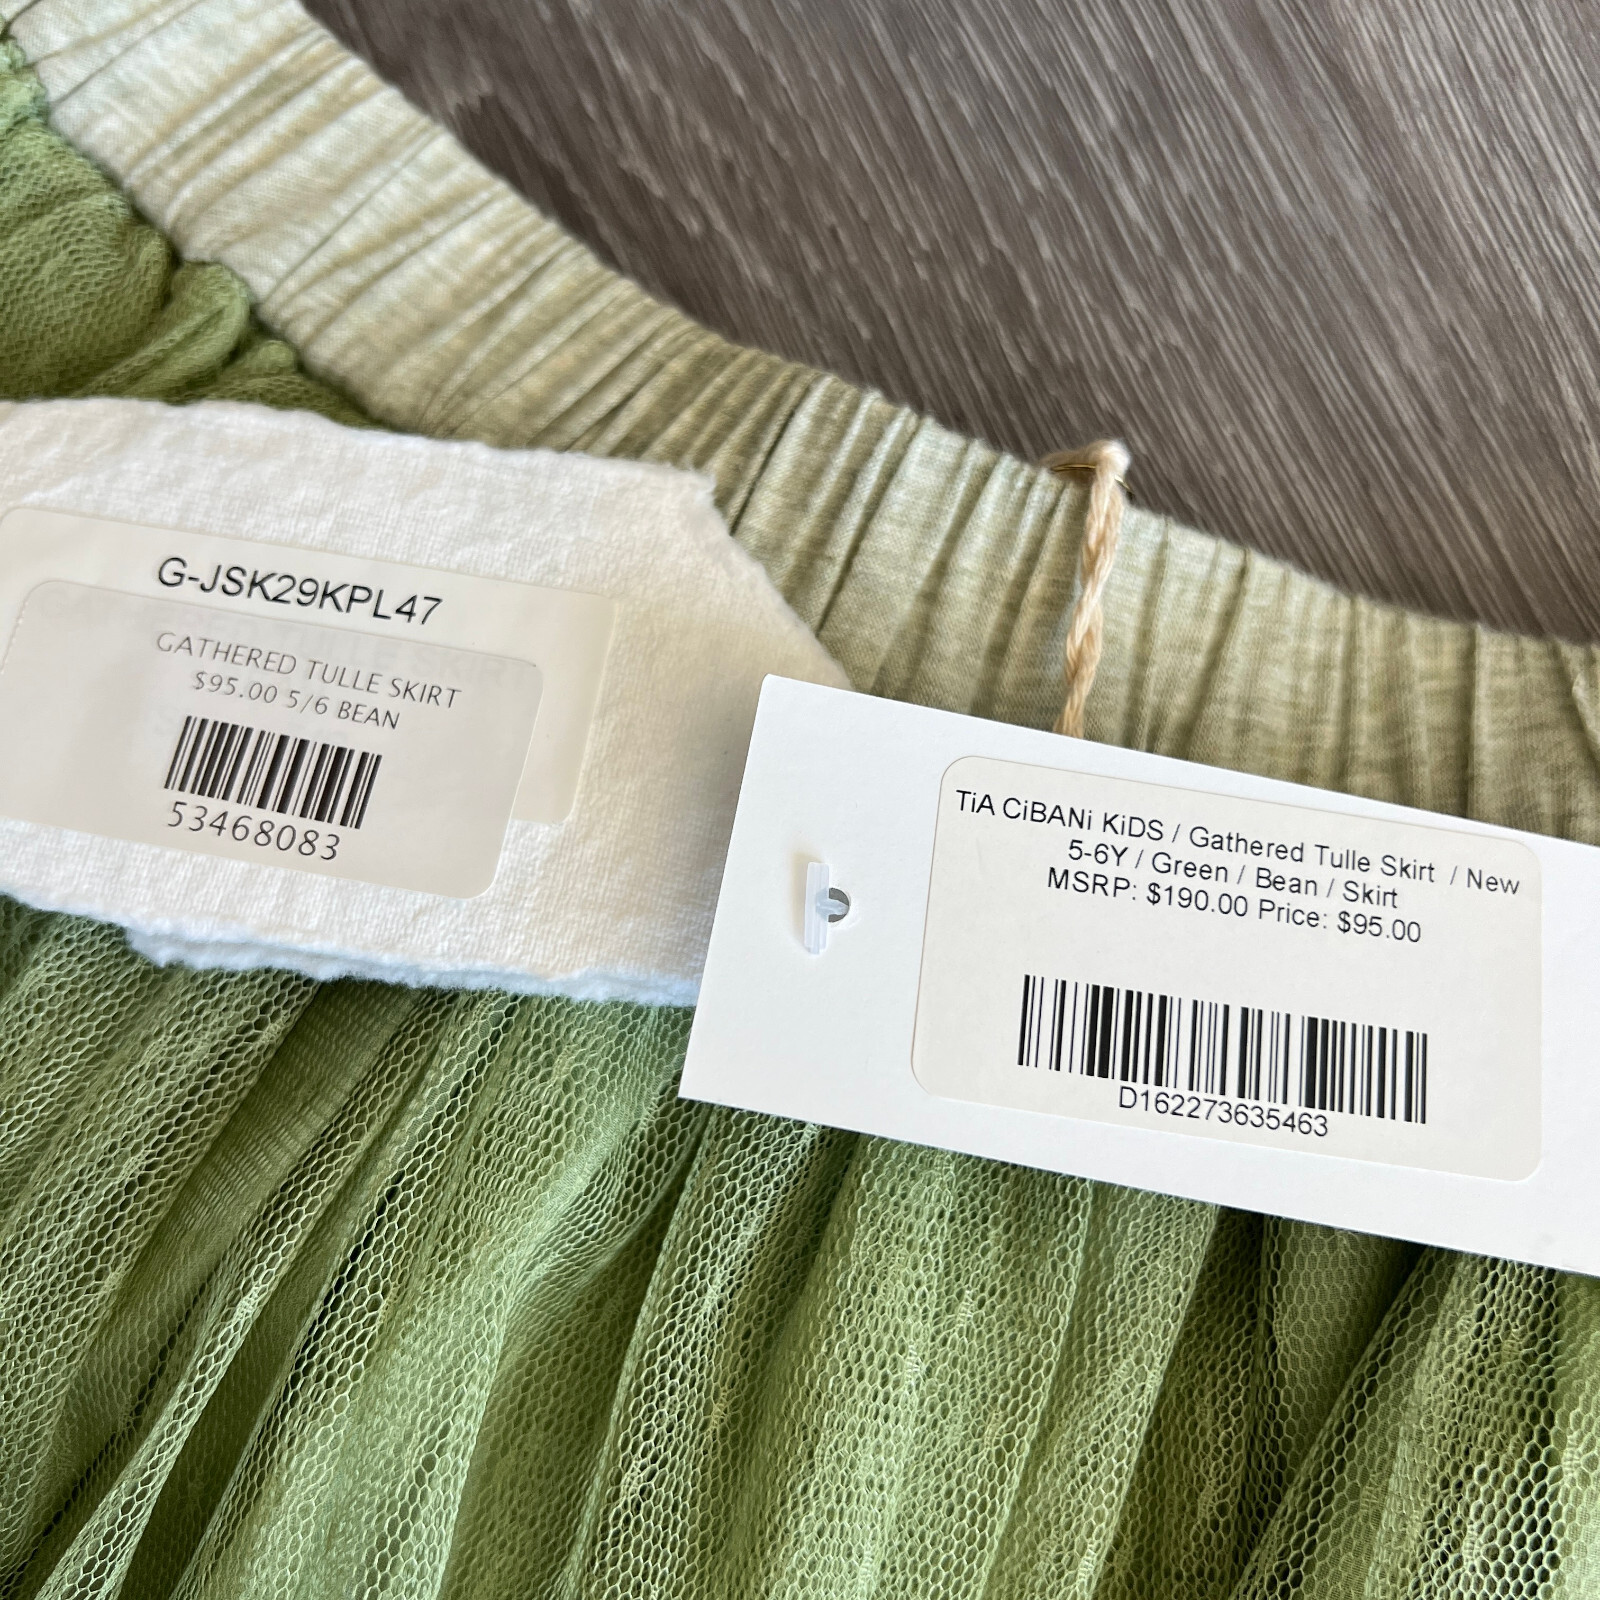 G-JSK29KPL47
GATHERED TULLE SKIRT
$95.00 5/6 BEAN
53468083
TiA CiBANi KiDS / Gathered Tulle Skirt / New
5-6Y / Green / Bean / Skirt
MSRP: $190.00 Price: $95.00
D162273635463